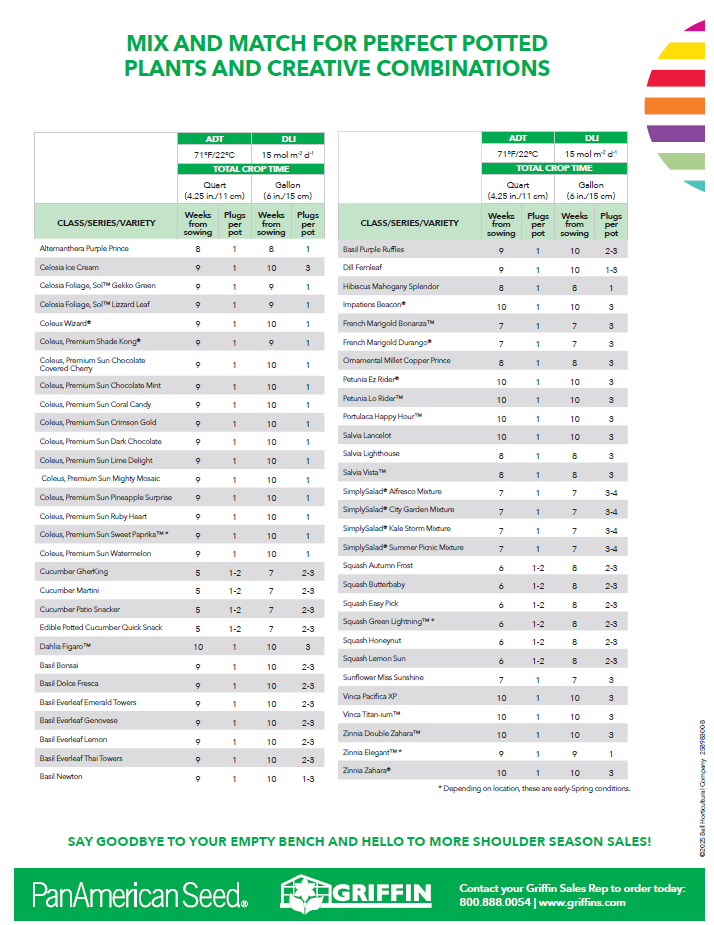 MIX AND MATCH FOR PERFECT POTTED
PLANTS AND CREATIVE COMBINATIONS
ADT DLI
71°F/22°C 15 mol m-2 d-1
TOTAL CROP TIME
Quart Gallon
(4.25 in./11 cm) (6 in./15 cm)
CLASS/SERIES/VARIETY Weeks from sowing Plugs per pot Weeks from sowing Plugs per pot
Alternanthera Purple Prince 8 1 8 1
Celosia Ice Cream 9 1 10 3
Celosia Foliage, Sol™ Gekko Green 9 1 9 1
Celosia Foliage, Sol™ Lizzard Leaf 9 1 9 1
Coleus Wizard® 9 1 10 1
Coleus, Premium Shade Kong® 9 1 9 1
Coleus, Premium Sun Chocolate
Covered Cherry 9 1 10 1
Coleus, Premium Sun Chocolate Mint 9 1 10 1
Coleus, Premium Sun Coral Candy 9 1 10 1
Coleus, Premium Sun Crimson Gold 9 1 10 1
Coleus, Premium Sun Dark Chocolate 9 1 10 1
Coleus, Premium Sun Lime Delight 9 1 10 1
Coleus, Premium Sun Mighty Mosaic 9 1 10 1
Coleus, Premium Sun Pineapple Surprise 9 1 10 1
Coleus, Premium Sun Ruby Heart 9 1 10 1
Coleus, Premium Sun Sweet Paprika™ * 9 1 10 1
Coleus, Premium Sun Watermelon 9 1 10 1
Cucumber GherKing 5 1-2 7 2-3
Cucumber Martini 5 1-2 7 2-3
Cucumber Patio Snacker 5 1-2 7 2-3
Edible Potted Cucumber Quick Snack 5 1-2 7 2-3
Dahlia Figaro™ 10 1 10 3
Basil Bonsai 9 1 10 2-3
Basil Dolce Fresca 9 1 10 2-3
Basil Everleaf Emerald Towers 9 1 10 2-3
Basil Everleaf Genovese 9 1 10 2-3
Basil Everleaf Lemon 9 1 10 2-3
Basil Everleaf Thai Towers 9 1 10 2-3
Basil Newton 9 1 10 1-3
ADT DLI
71°F/22°C 15 mol m-2 d-1
TOTAL CROP TIME
Quart Gallon
(4.25 in./11 cm) (6 in./15 cm)
CLASS/SERIES/VARIETY Weeks from sowing Plugs per pot Weeks from sowing Plugs per pot
Basil Purple Ruffles 9 1 10 2-3
Dill Fernleaf 9 1 10 1-3
Hibiscus Mahogany Splendor 8 1 8 1
Impatiens Beacon® 10 1 10 3
French Marigold Bonanza™ 7 1 7 3
French Marigold Durango® 7 1 7 3
Ornamental Millet Copper Prince 8 1 8 3
Petunia Ez Rider® 10 1 10 3
Petunia Lo Rider™ 10 1 10 3
Portulaca Happy Hour™ 10 1 10 3
Salvia Lancelot 10 1 10 3
Salvia Lighthouse 8 1 8 3
Salvia Vista™ 8 1 8 3
SimplySalad® Alfresco Mixture 7 1 7 3-4
SimplySalad® City Garden Mixture 7 1 7 3-4
SimplySalad® Kale Storm Mixture 7 1 7 3-4
SimplySalad® Summer Picnic Mixture 7 1 7 3-4
Squash Autumn Frost 6 1-2 8 2-3
Squash Butterbaby 6 1-2 8 2-3
Squash Easy Pick 6 1-2 8 2-3
Squash Green Lightning™ * 6 1-2 8 2-3
Squash Honeynut 6 1-2 8 2-3
Squash Lemon Sun 6 1-2 8 2-3
Sunflower Miss Sunshine 7 1 7 3
Vinca Pacifica XP 10 1 10 3
Vinca Titan-ium™ 10 1 10 3
Zinnia Double Zahara™ 10 1 10 3
Zinnia Elegant™ * 9 1 9 1
Zinnia Zahara® 10 1 10 3
* Depending on location, these are early-Spring conditions.
©2025 Ball Horticultural Company 25898300-B
SAY GOODBYE TO YOUR EMPTY BENCH AND HELLO TO MORE SHOULDER SEASON SALES!
PanAmerican Seed®
GRIFFIN
Contact your Griffin Sales Rep to order today:
800.888.0054 | www.griffins.com